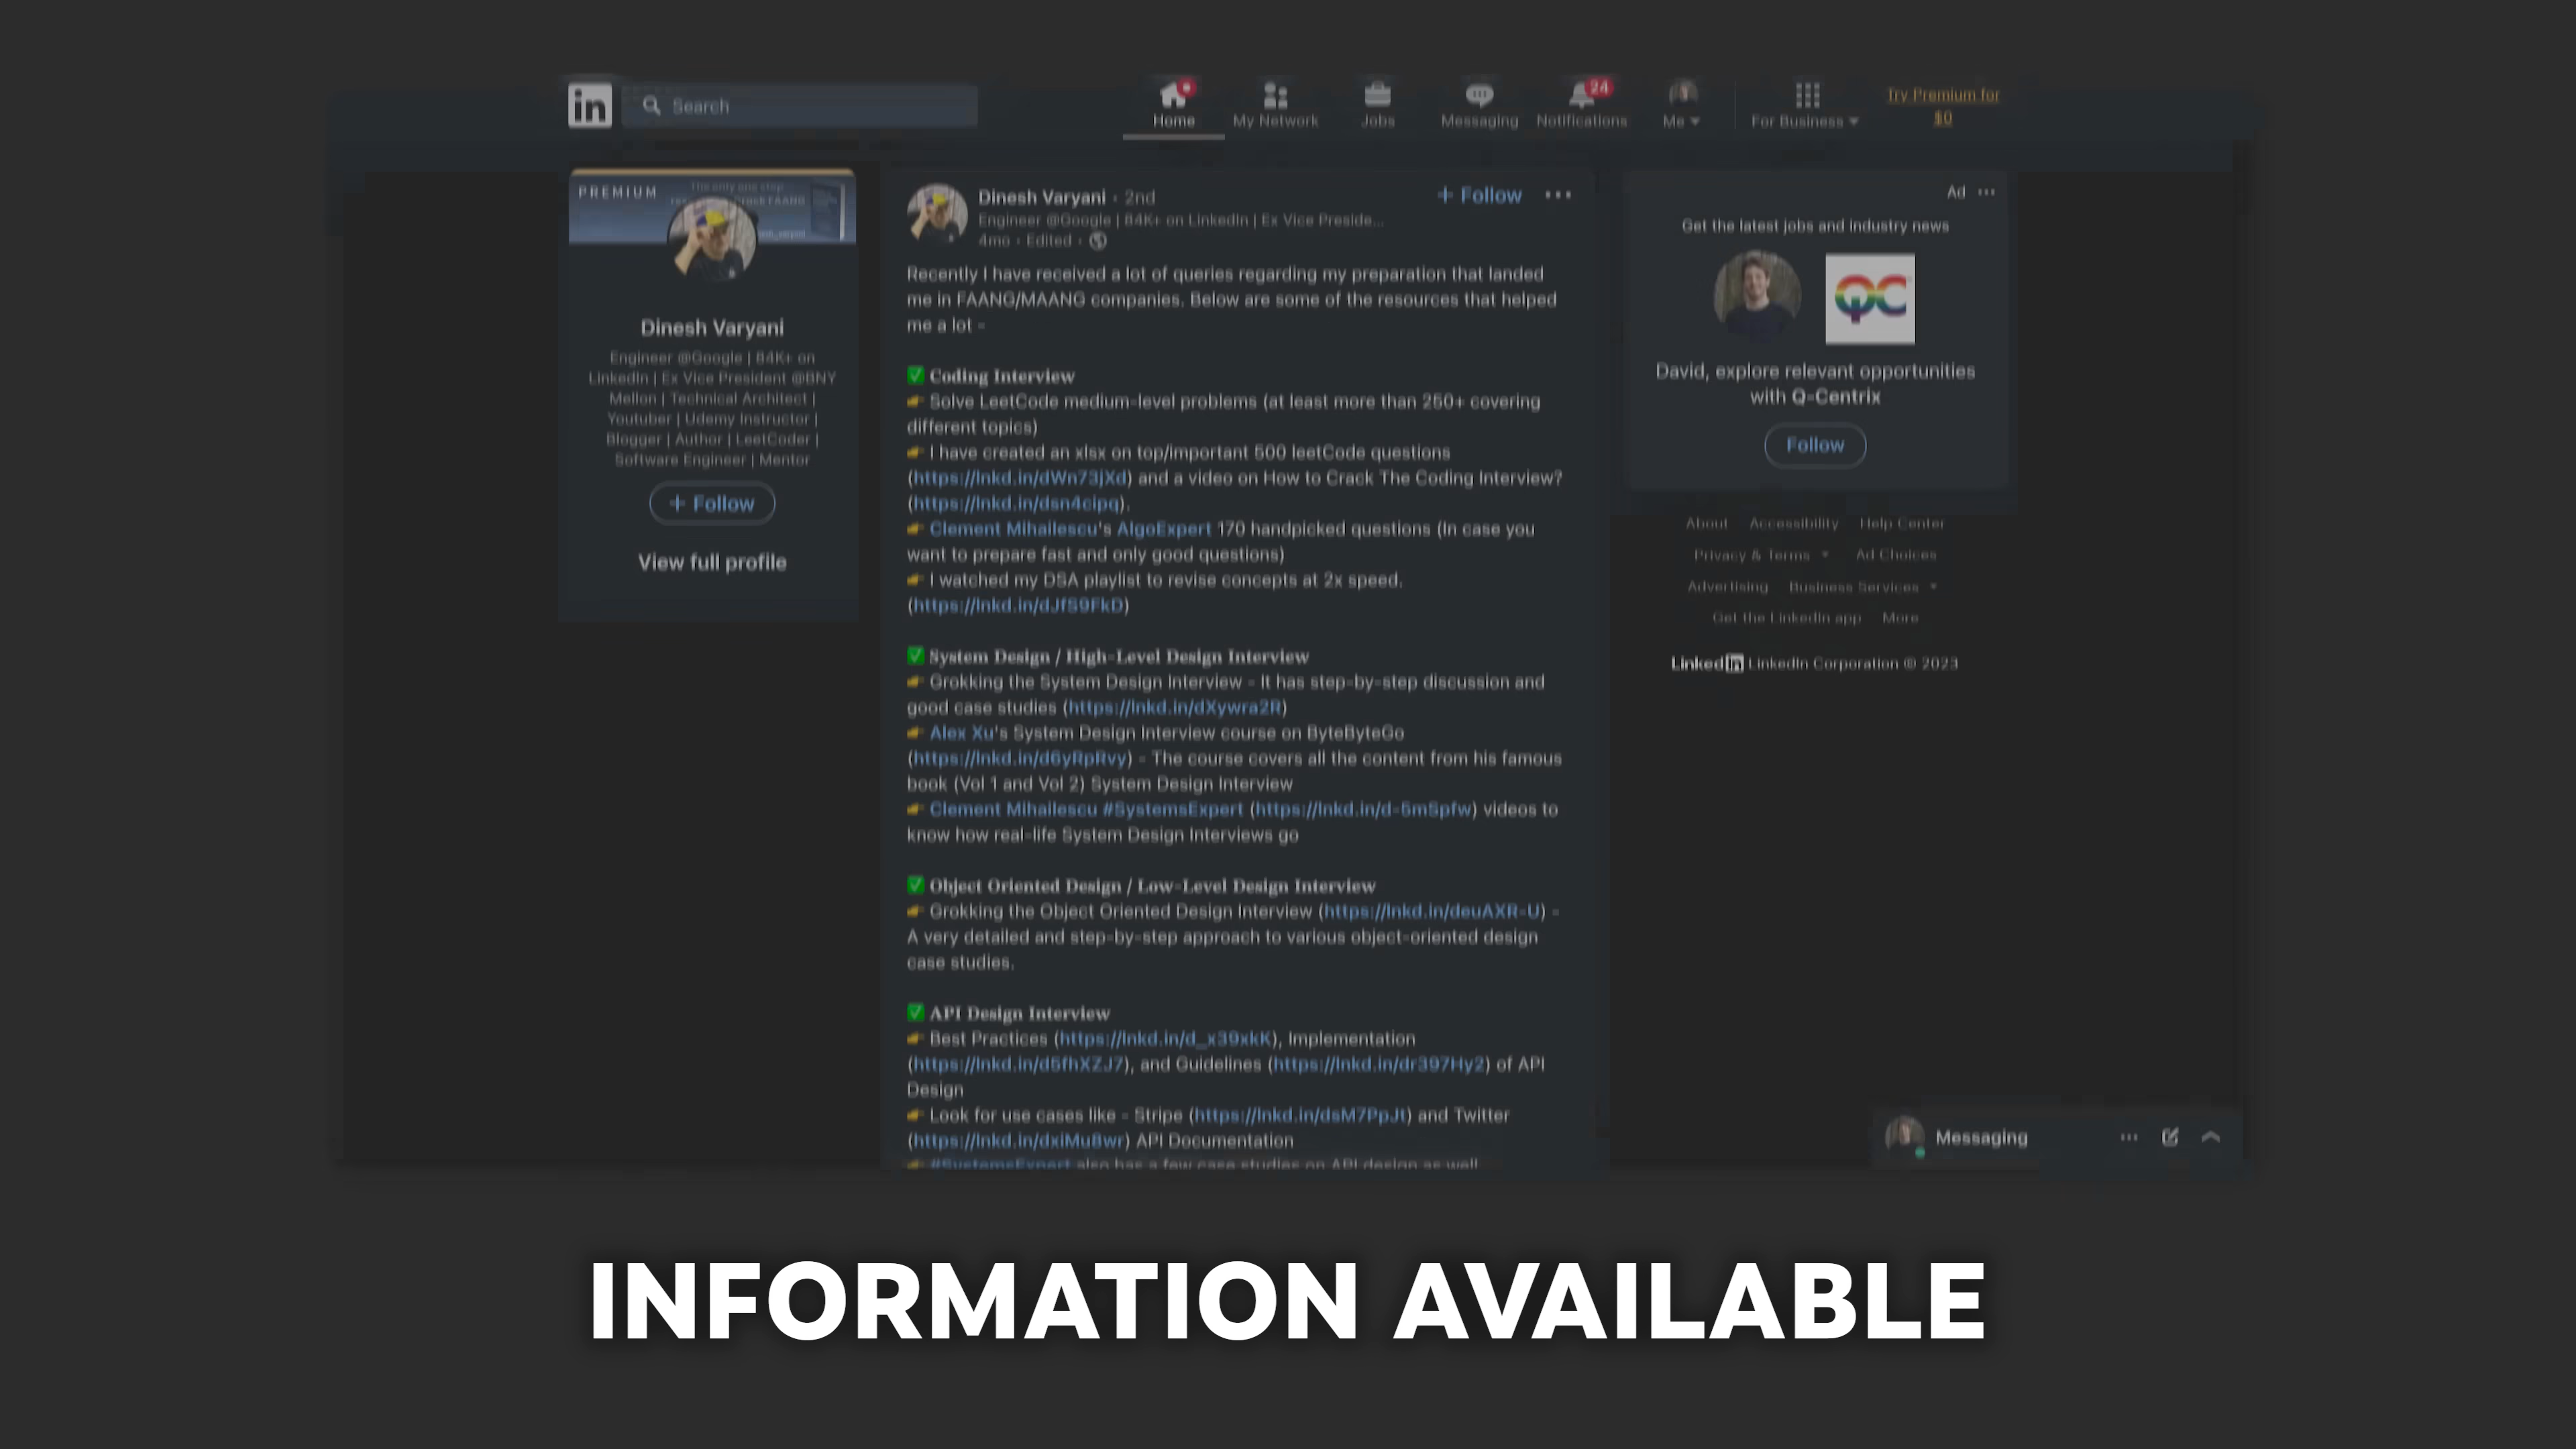 in
Search
Home
My Network
Jobs
Messaging
24
Notifications
Me
For Business
Try Premium for
$0
PREMIUM
Dinesh Varyani
Engineer @Google | 84K+ on
LinkedIn | Ex Vice President @BNY
Mellon | Technical Architect |
Youtuber | Udemy Instructor |
Blogger | Author | LeetCoder |
Software Engineer | Mentor
+ Follow
View full profile
Dinesh Varyani • 2nd
Engineer @Google | 84K+ on LinkedIn | Ex Vice Preside...
4mo • Edited •
+ Follow
Recently I have received a lot of queries regarding my preparation that landed
me in FAANG/MAANG companies. Below are some of the resources that helped
me a lot -
✅ Coding Interview
👉 Solve LeetCode medium-level problems (at least more than 250+ covering
different topics)
👉 I have created an xlsx on top/important 500 leetCode questions
(https://lnkd.in/dWn73jXd) and a video on How to Crack The Coding Interview?
(https://lnkd.in/dsn4cipq).
👉 Clement Mihailescu's AlgoExpert 170 handpicked questions (In case you
want to prepare fast and only good questions)
👉 I watched my DSA playlist to revise concepts at 2x speed.
(https://lnkd.in/dJfS9FkD)
✅ System Design / High-Level Design Interview
👉 Grokking the System Design Interview - It has step-by-step discussion and
good case studies (https://lnkd.in/dXywra2R)
👉 Alex Xu's System Design Interview course on ByteByteGo
(https://lnkd.in/d6yRpRvy) - The course covers all the content from his famous
book (Vol 1 and Vol 2) System Design Interview
👉 Clement Mihailescu #SystemsExpert (https://lnkd.in/d-5mSpfw) videos to
know how real-life System Design Interviews go
✅ Object Oriented Design / Low-Level Design Interview
👉 Grokking the Object Oriented Design Interview (https://lnkd.in/deuAXR-U) -
A very detailed and step-by-step approach to various object-oriented design
case studies.
✅ API Design Interview
👉 Best Practices (https://lnkd.in/d_x39xkK), Implementation
(https://lnkd.in/d5fhXZJ7), and Guidelines (https://lnkd.in/dr397Hy2) of API
Design
👉 Look for use cases like - Stripe (https://lnkd.in/dsM7PpJt) and Twitter
(https://lnkd.in/dxiMu8wr) API Documentation
👉 #SystemsExpert also has a few case studies on API design as well
Ad
Get the latest jobs and industry news
QC
David, explore relevant opportunities
with Q-Centrix
Follow
About Accessibility Help Center
Privacy & Terms Ad Choices
Advertising Business Services
Get the LinkedIn app More
Linkedin LinkedIn Corporation © 2023
Messaging
INFORMATION AVAILABLE